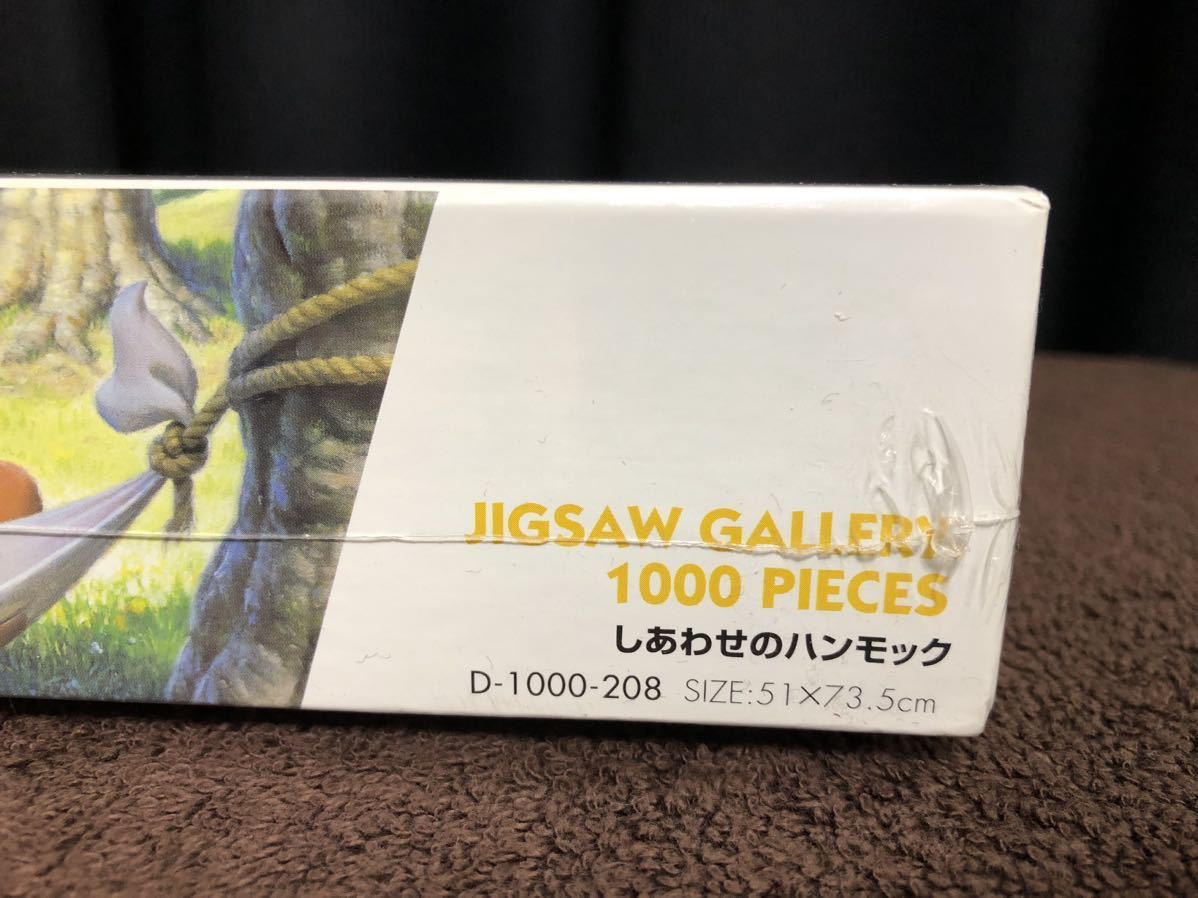 JIGSAW GALLERY
1000 PIECES
しあわせのハンモック
D-1000-208 SIZE:51×73.5cm